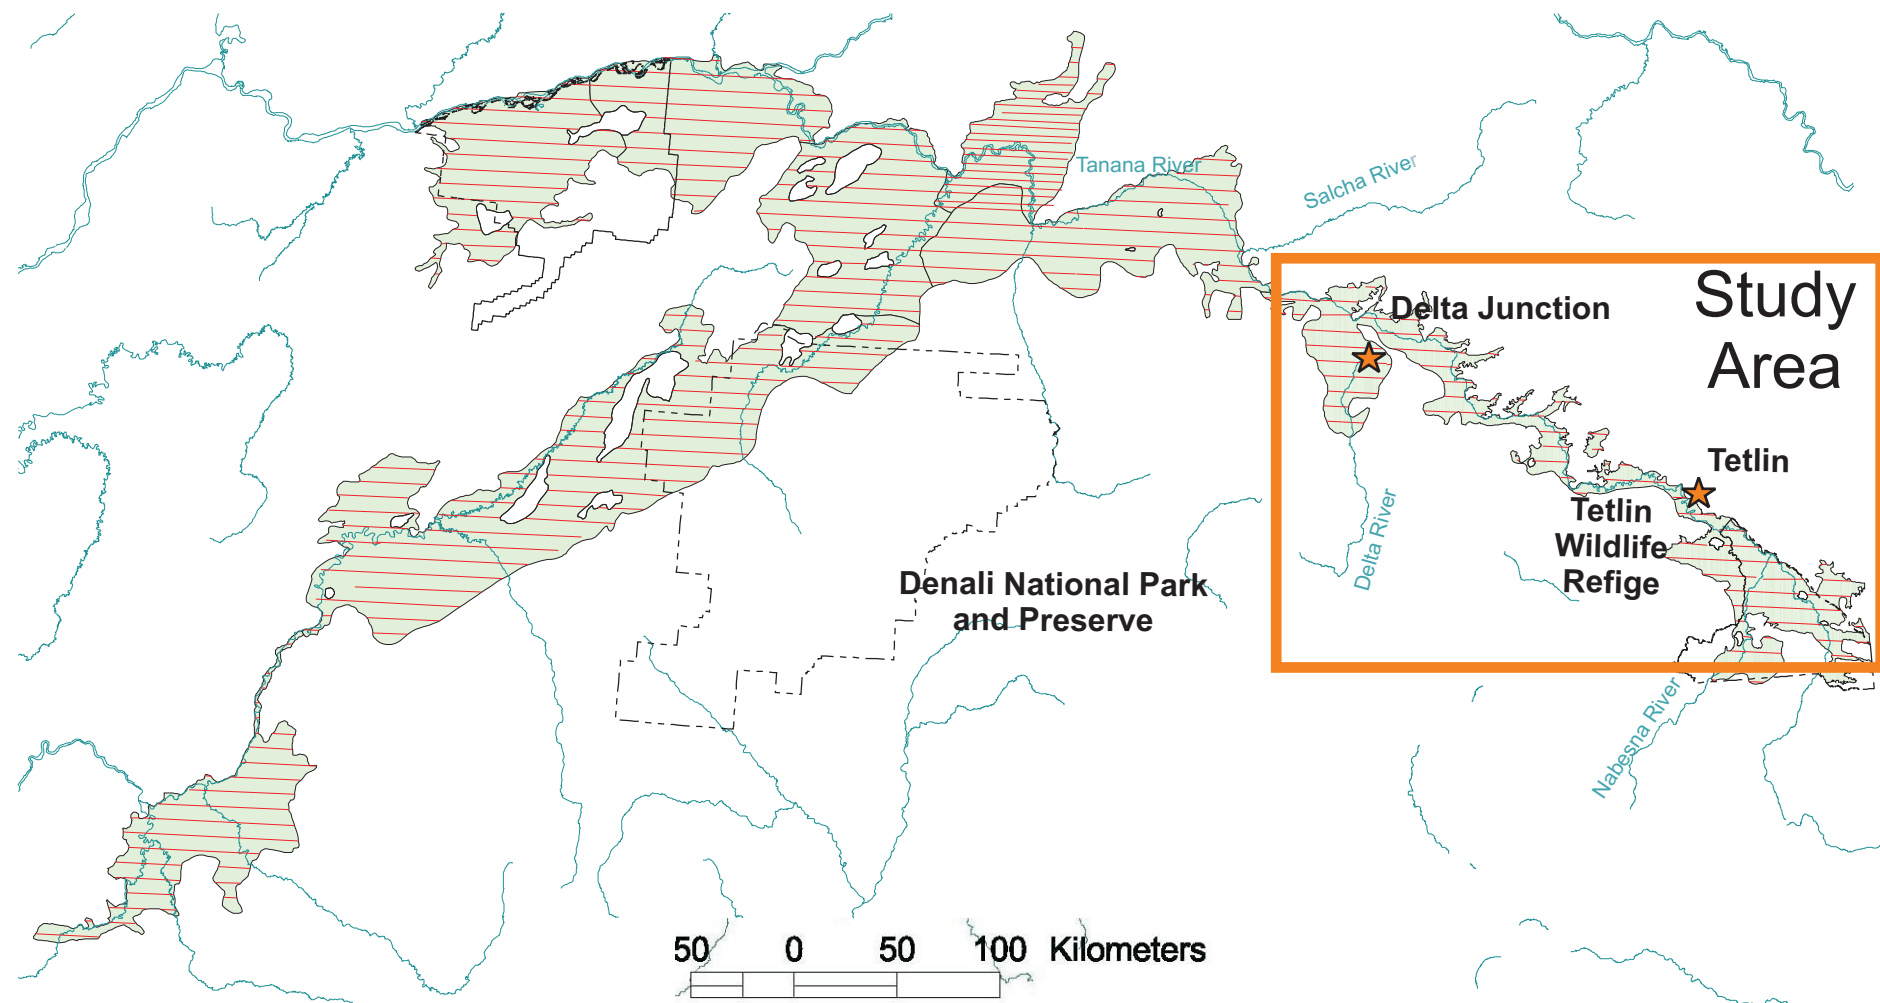 Tanana River
Salcha River
Study
Area
Delta Junction
Tetlin
Tetlin
Wildlife
Refige
Delta River
Denali National Park
and Preserve
Nabesna River
50 0 50 100 Kilometers